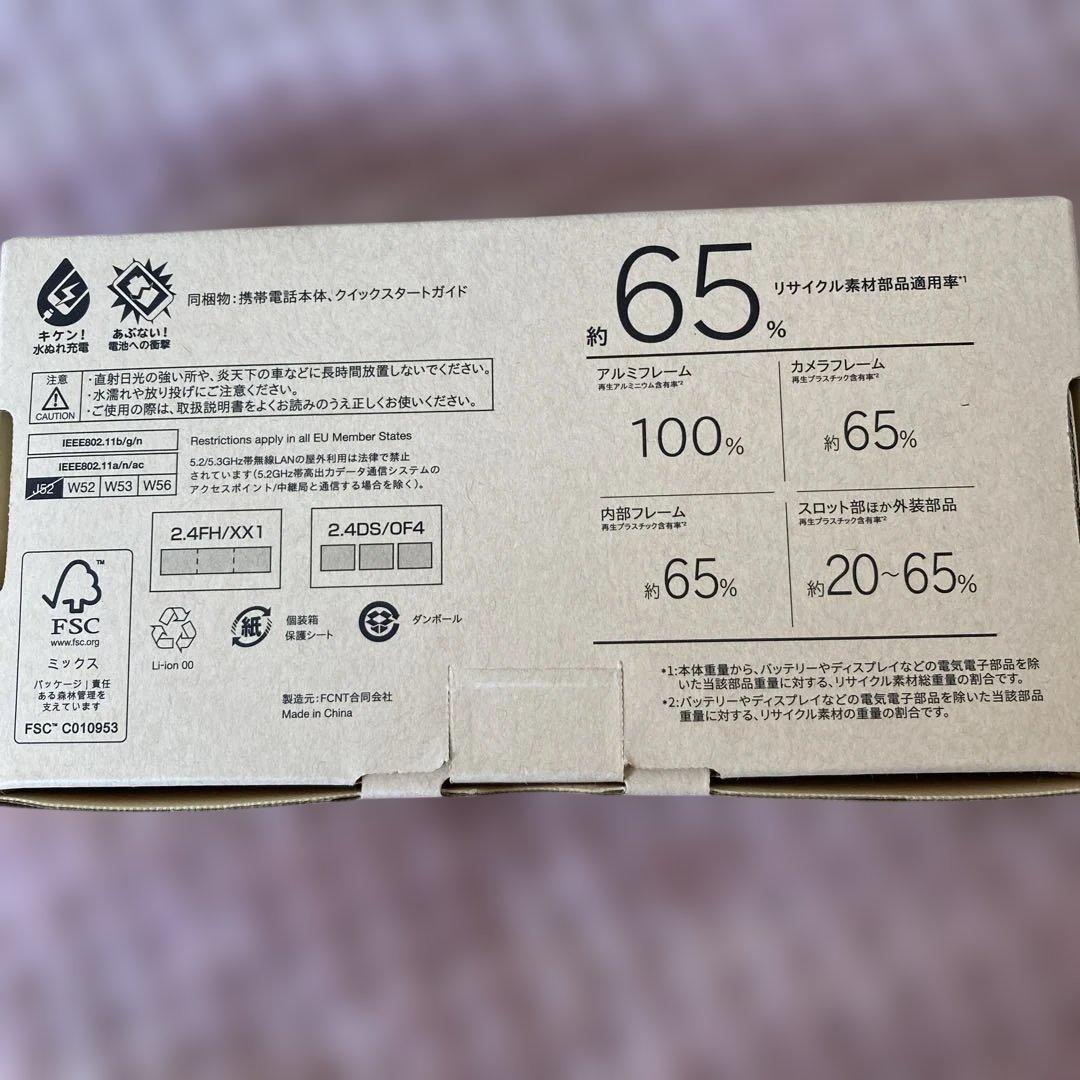 キケン!
水ぬれ充電
あぶない!
電池への衝撃
同梱物:携帯電話本体、クイックスタートガイド
注意
CAUTION
・直射日光の強い所や、炎天下の車などに長時間放置しないでください。
・水濡れや放り投げにご注意ください。
・ご使用の際は、取扱説明書をよくお読みのうえ正しくお使いください。
IEEE802.11b/g/n
IEEE802.11a/n/ac
J52 W52 W53 W56
Restrictions apply in all EU Member States
5.2/5.3GHz帯無線LANの屋外利用は法律で禁止
されています(5.2GHz帯高出力データ通信システムの
アクセスポイント/中継局と通信する場合を除く)。
2.4FH/XX1
2.4DS/OF4
FSC
www.fsc.org
ミックス
パッケージ|責任
ある森林管理を
支えています
FSC™ C010953
Li-ion 00
紙
個装箱
保護シート
ダンボール
製造元:FCNT合同会社
Made in China
約65% リサイクル素材部品適用率*1
アルミフレーム
再生アルミニウム含有率*2
100%
カメラフレーム
再生プラスチック含有率*2
約65%
内部フレーム
再生プラスチック含有率*2
約65%
スロット部ほか外装部品
再生プラスチック含有率*2
約20~65%
*1:本体重量から、バッテリーやディスプレイなどの電気電子部品を除
いた当該部品重量に対する、リサイクル素材総重量の割合です。
*2:バッテリーやディスプレイなどの電気電子部品を除いた当該部品
重量に対する、リサイクル素材の重量の割合です。